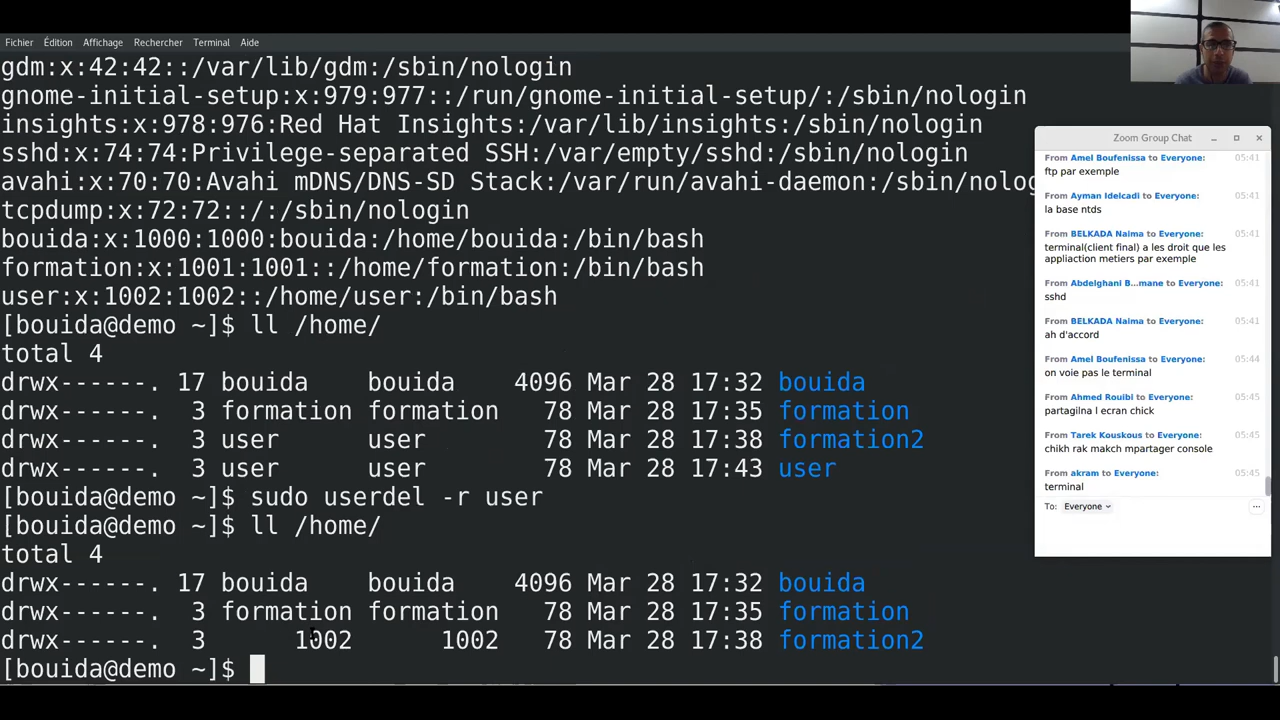 Fichier Édition Affichage Rechercher Terminal Aide
gdm:x:42:42::/var/lib/gdm:/sbin/nologin
gnome-initial-setup:x:979:977::/run/gnome-initial-setup/:/sbin/nologin
insights:x:978:976:Red Hat Insights:/var/lib/insights:/sbin/nologin
sshd:x:74:74:Privilege-separated SSH:/var/empty/sshd:/sbin/nologin
avahi:x:70:70:Avahi mDNS/DNS-SD Stack:/var/run/avahi-daemon:/sbin/nolog
tcpdump:x:72:72::/:/sbin/nologin
bouida:x:1000:1000:bouida:/home/bouida:/bin/bash
formation:x:1001:1001::/home/formation:/bin/bash
user:x:1002:1002::/home/user:/bin/bash
[bouida@demo ~]$ ll /home/
total 4
drwx------. 17 bouida    bouida    4096 Mar 28 17:32 bouida
drwx------.  3 formation formation   78 Mar 28 17:35 formation
drwx------.  3 user      user        78 Mar 28 17:38 formation2
drwx------.  3 user      user        78 Mar 28 17:43 user
[bouida@demo ~]$ sudo userdel -r user
[bouida@demo ~]$ ll /home/
total 4
drwx------. 17 bouida    bouida    4096 Mar 28 17:32 bouida
drwx------.  3 formation formation   78 Mar 28 17:35 formation
drwx------.  3      1002      1002   78 Mar 28 17:38 formation2
[bouida@demo ~]$
Zoom Group Chat
From Amel Boufenissa to Everyone: 05:41
ftp par exemple
From Ayman Idelcadi to Everyone: 05:41
la base ntds
From BELKADA Naima to Everyone: 05:41
terminal(client final) a les droit que les
appliaction metiers par exemple
From Abdelghani B...mane to Everyone: 05:41
sshd
From BELKADA Naima to Everyone: 05:41
ah d'accord
From Amel Boufenissa to Everyone: 05:44
on voie pas le terminal
From Ahmed Rouibl to Everyone: 05:45
partagilna l ecran chick
From Tarek Kouskous to Everyone: 05:45
chikh rak makch mpartager console
From akram to Everyone: 05:45
terminal
To: Everyone